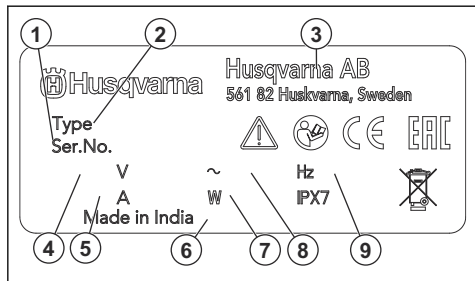 1 2 3
Husqvarna
Husqvarna AB
561 82 Huskvarna, Sweden
Type
Ser.No.
CE EAC
V ~ Hz
A W IPX7
Made in India
4 5 6 7 8 9